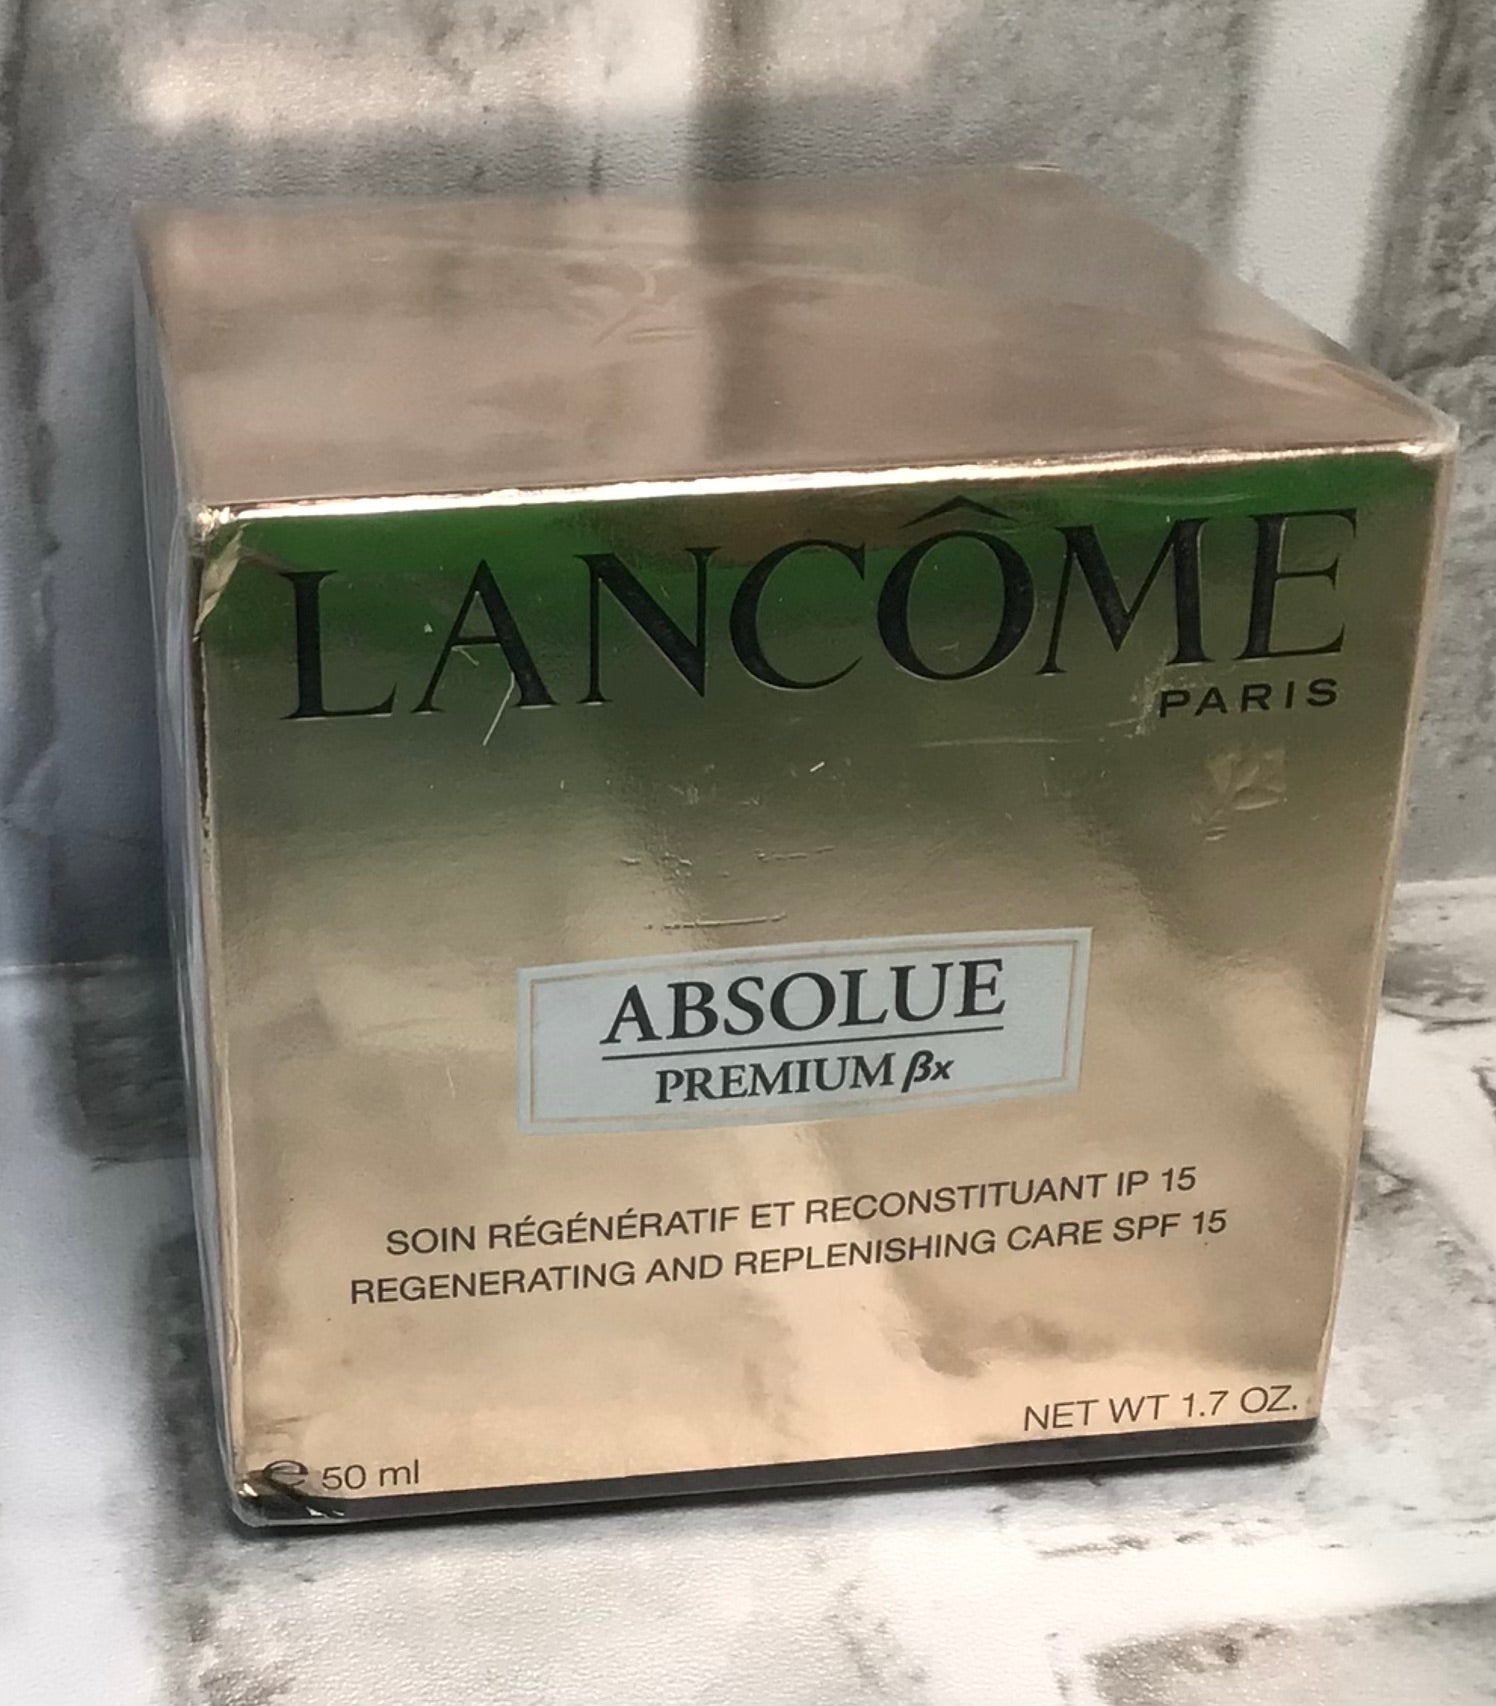 LANCÔME
PARIS
ABSOLUE
PREMIUM βx
SOIN RÉGÉNÉRATIF ET RECONSTITUANT IP 15
REGENERATING AND REPLENISHING CARE SPF 15
NET WT 1.7 OZ.
℮ 50 ml